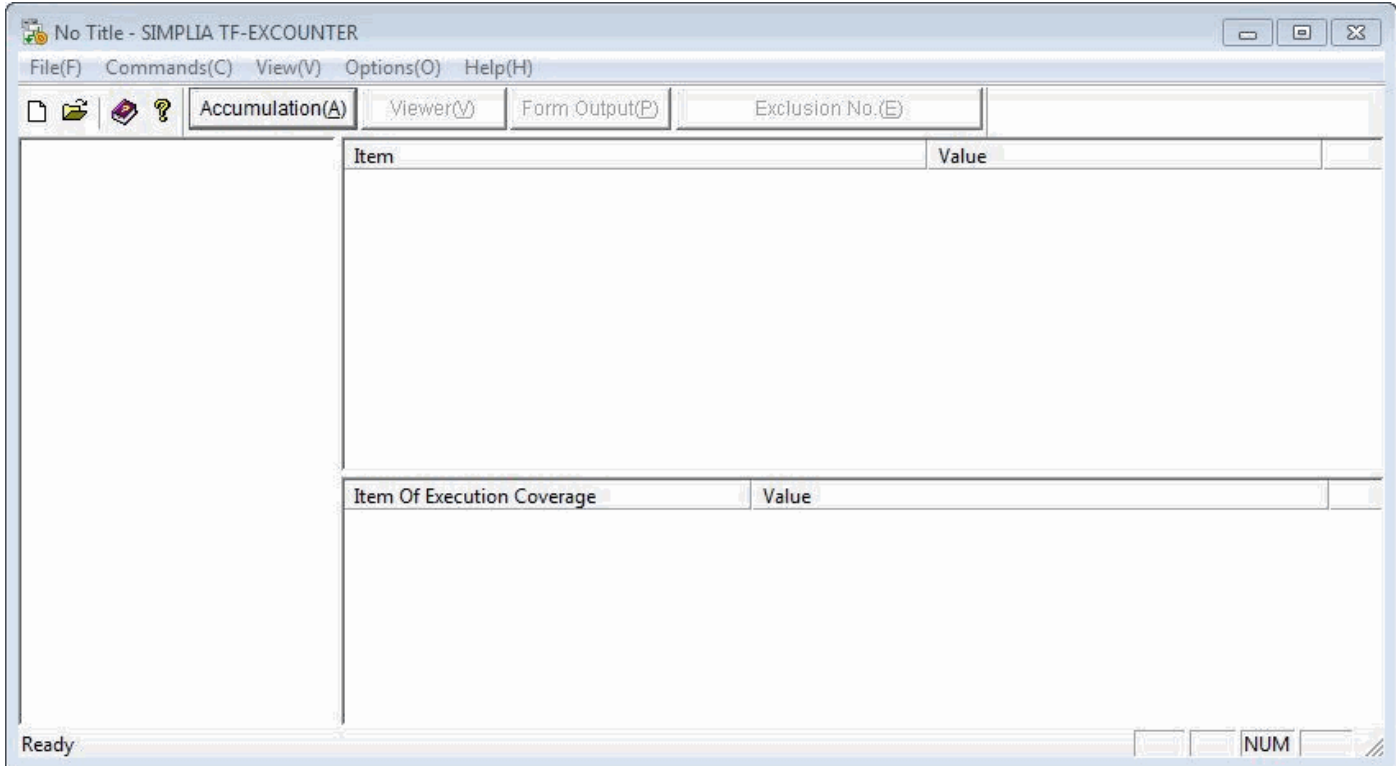 No Title - SIMPLIA TF-EXCOUNTER
File(F) Commands(C) View(V) Options(O) Help(H)
Accumulation(A) Viewer(V) Form Output(P) Exclusion No.(E)
Item Value
Item Of Execution Coverage Value
Ready NUM